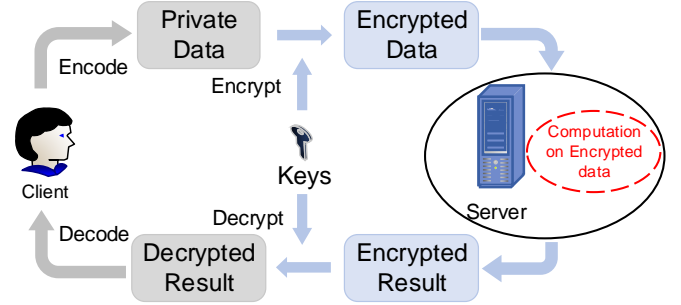 Private
Data
Encrypted
Data
Encode
Encrypt
Computation
on Encrypted
data
Client
Keys
Server
Decode
Decrypt
Decrypted
Result
Encrypted
Result